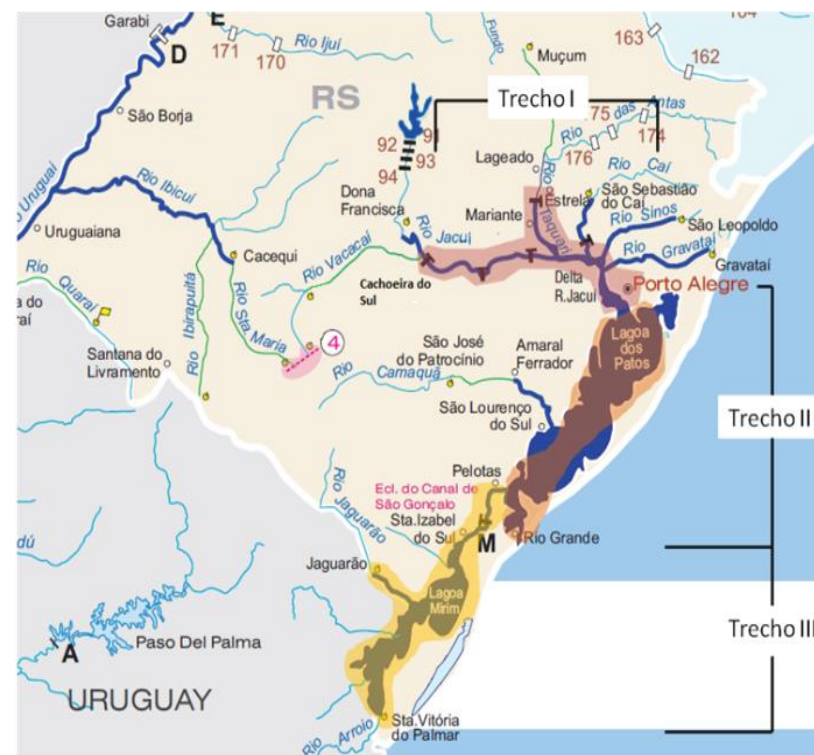 Garabi
E
Rio Ijuí
171
170
D
Fundo
Muçum
163
162
164
RS
São Borja
Trecho I
175
Rio das Antas
174
176
92
91
93
94
Lageado
Rio Taquari
Estrela
Rio Caí
São Sebastião
do Caí
Rio Uruguai
Rio Ibicuí
Dona
Francisca
Mariante
Rio Sinos
São Leopoldo
Uruguaiana
Cacequi
Rio Vacacaí
Rio Jacuí
Rio Gravataí
Gravataí
Cachoeira do
Sul
Delta
R.Jacuí
Porto Alegre
Rio Quaraí
Rio Ibirapuitã
Rio Sta.Maria
4
Santana do
Livramento
São José
do Patrocínio
Amaral
Ferrador
Lagoa
dos
Patos
Rio Camaquã
São Lourenço
do Sul
Trecho II
Pelotas
Ecl. do Canal de
São Gonçalo
Rio Jaguarão
Sta.Izabel
do Sul
M
Rio Grande
Jaguarão
Lagoa
Mirim
A
Paso Del Palma
Trecho III
URUGUAY
Rio Arroio
Sta.Vitória
do Palmar